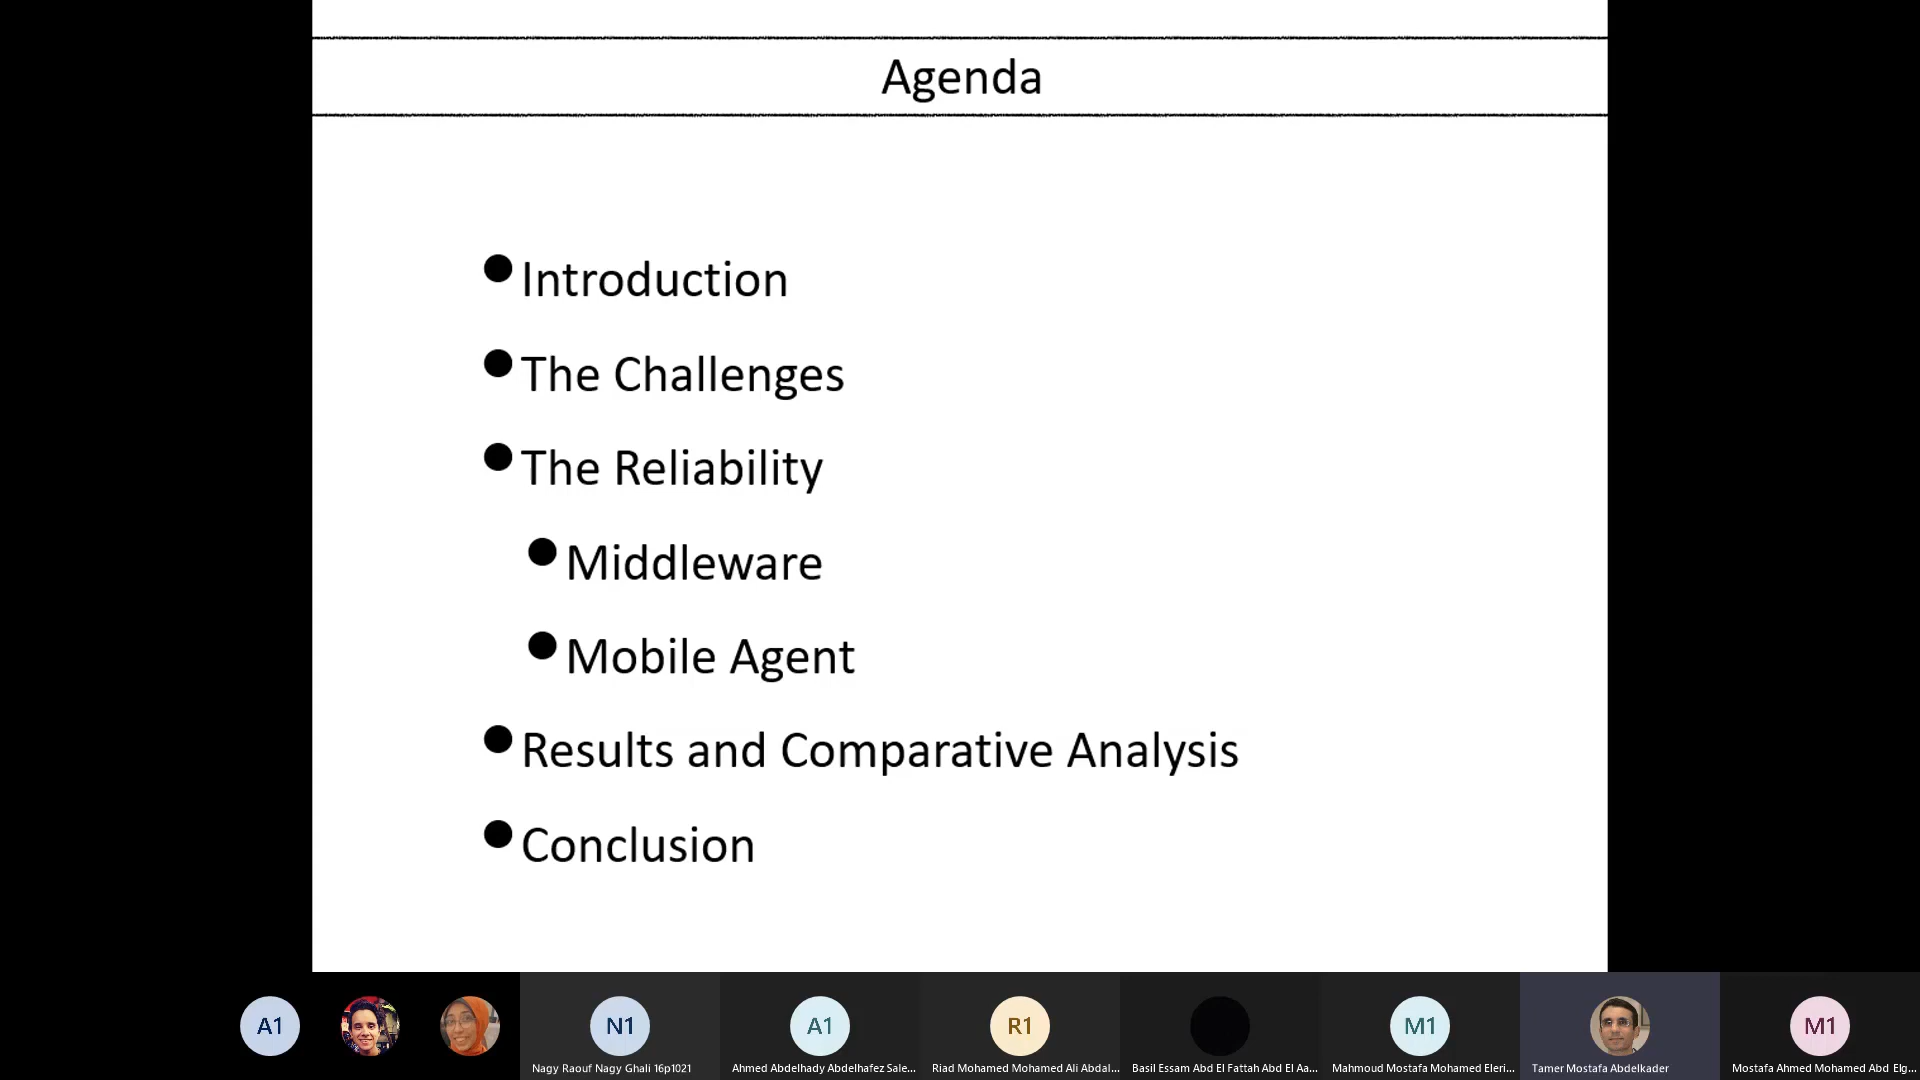 Agenda
● Introduction
● The Challenges
● The Reliability
● Middleware
● Mobile Agent
● Results and Comparative Analysis
● Conclusion
A1
N1
A1
R1
M1
M1
Nagy Raouf Nagy Ghali 16p1021
Ahmed Abdelhady Abdelhafez Sale...
Riad Mohamed Mohamed Ali Abdal...
Basil Essam Abd El Fattah Abd El Aa...
Mahmoud Mostafa Mohamed Eleri...
Tamer Mostafa Abdelkader
Mostafa Ahmed Mohamed Abd Elg...